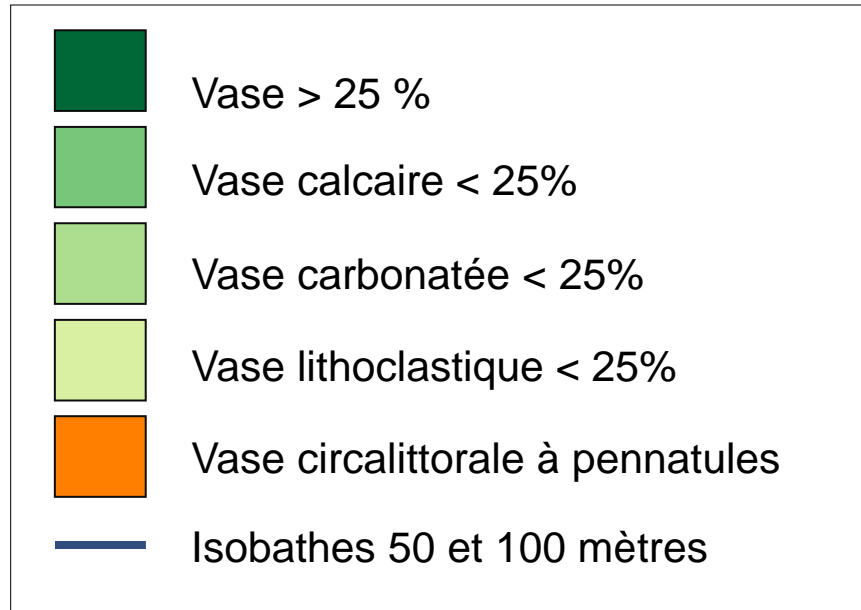 Vase > 25 %
Vase calcaire < 25%
Vase carbonatée < 25%
Vase lithoclastique < 25%
Vase circalittorale à pennatules
Isobathes 50 et 100 mètres